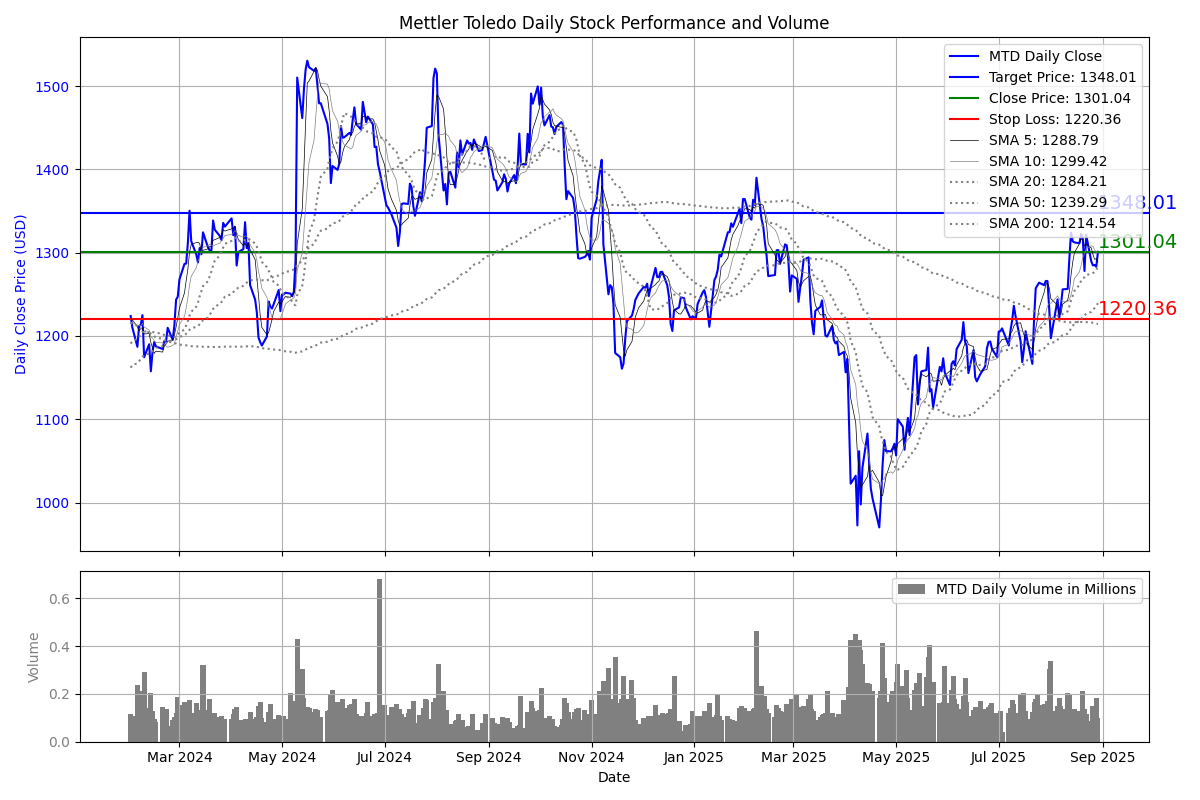 Mettler Toledo Daily Stock Performance and Volume
Daily Close Price (USD)
1500
1400
1300
1200
1100
1000
MTD Daily Close
Target Price: 1348.01
Close Price: 1301.04
Stop Loss: 1220.36
SMA 5: 1288.79
SMA 10: 1299.42
SMA 20: 1284.21
SMA 50: 1239.29
SMA 200: 1214.54
1348.01
1301.04
1220.36
Volume
0.6
0.4
0.2
0.0
MTD Daily Volume in Millions
Mar 2024 May 2024 Jul 2024 Sep 2024 Nov 2024 Jan 2025 Mar 2025 May 2025 Jul 2025 Sep 2025
Date